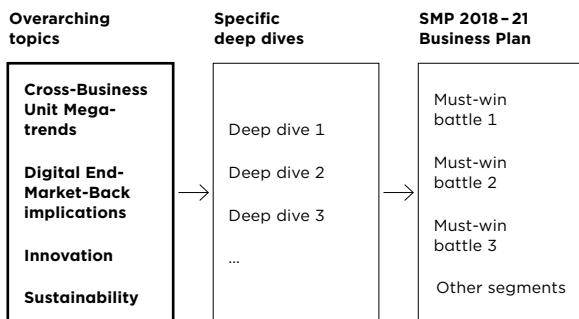 Overarching
topics
Cross-Business
Unit Mega-
trends
Digital End-
Market-Back
implications
Innovation
Sustainability
Specific
deep dives
Deep dive 1
Deep dive 2
Deep dive 3
...
SMP 2018–21
Business Plan
Must-win
battle 1
Must-win
battle 2
Must-win
battle 3
Other segments